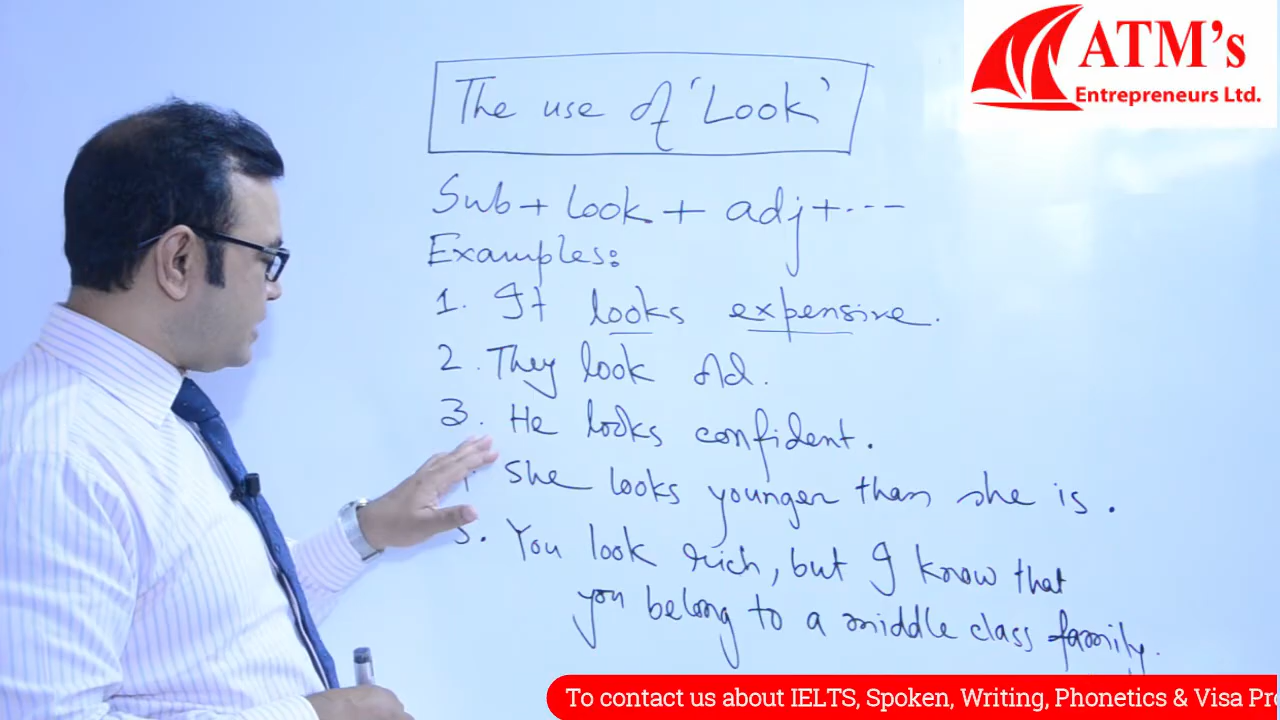 ATM's
Entrepreneurs Ltd.
The use of 'Look'
Sub + look + adj + ---
Examples:
1. It looks expensive.
2. They look old.
3. He looks confident.
She looks younger than she is.
5. You look rich, but I know that
you belong to a middle class family.
To contact us about IELTS, Spoken, Writing, Phonetics & Visa Pr